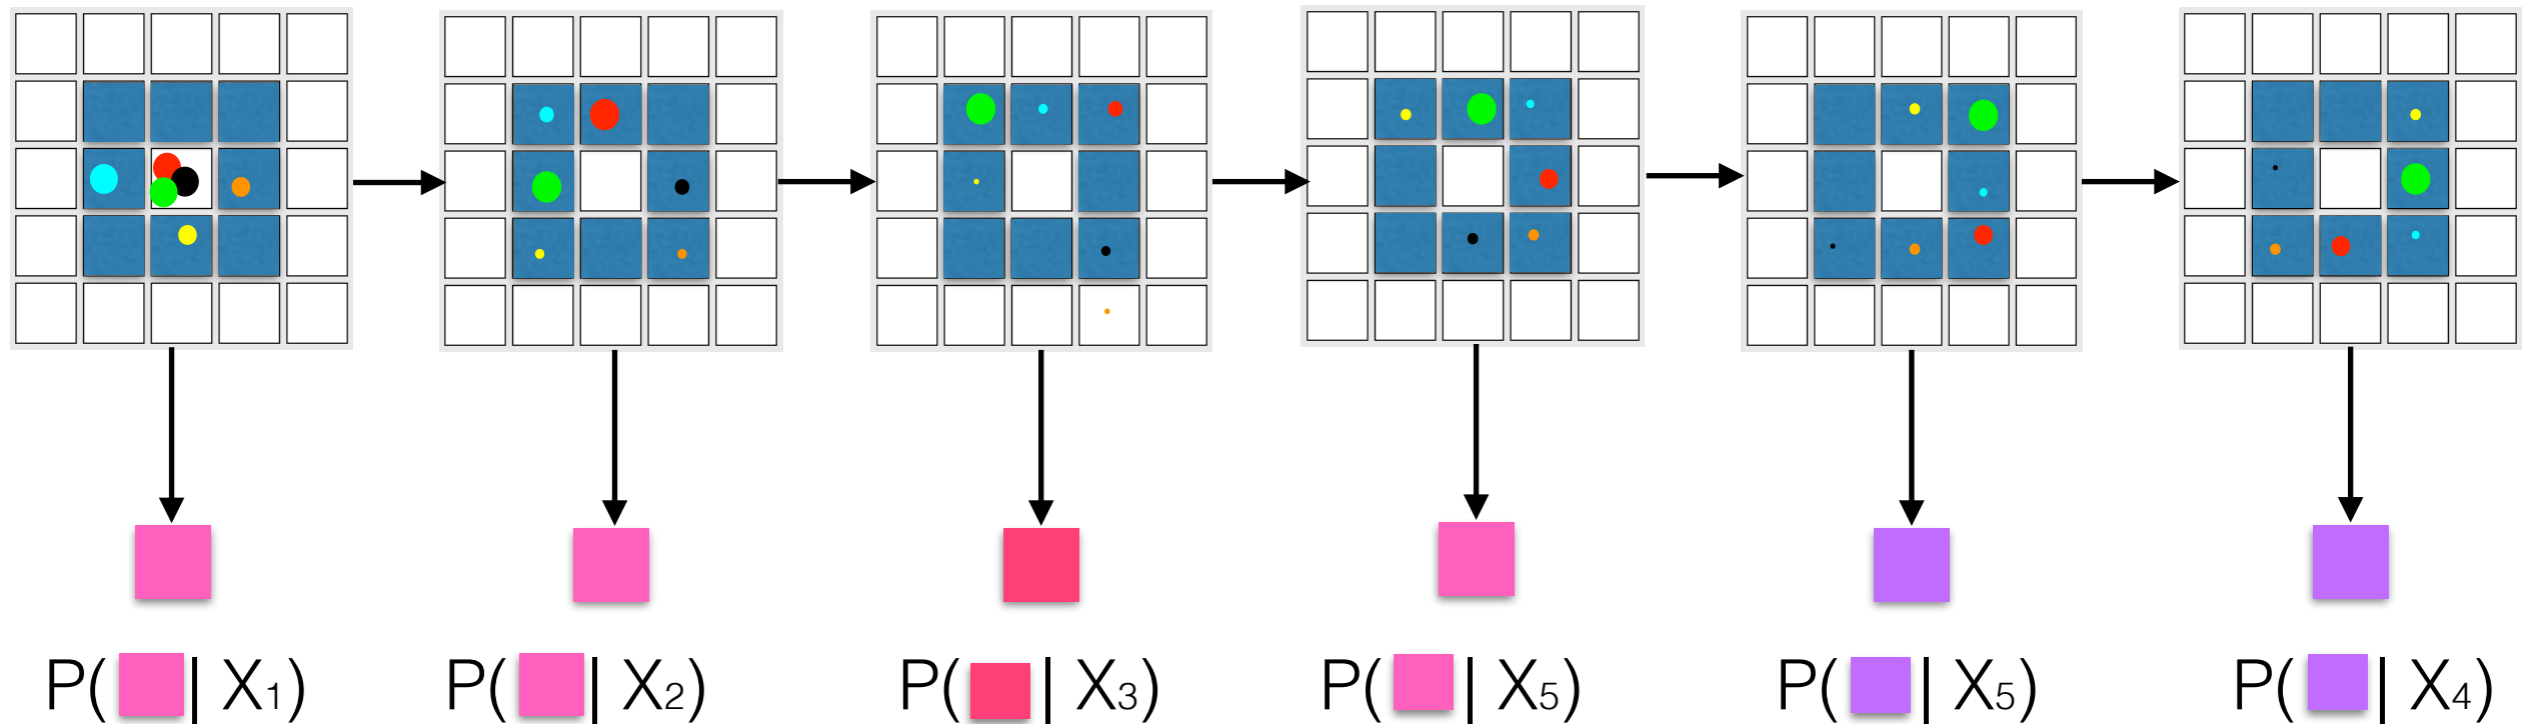 P( | X₁) P( | X₂) P( | X₃) P( | X₅) P( | X₅) P( | X₄)